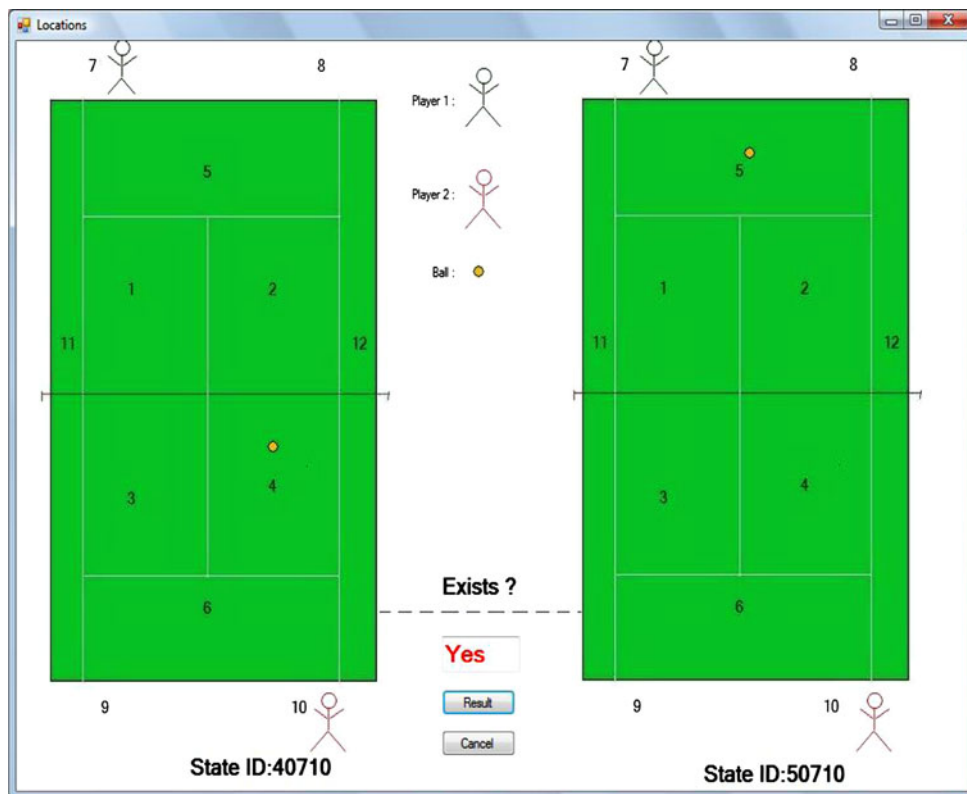 Locations
7
8
5
1
2
11
12
3
4
6
9
10
State ID:40710
Player 1 :
Player 2 :
Ball :
Exists ?
Yes
Result
Cancel
7
8
5
1
2
11
12
3
4
6
9
10
State ID:50710